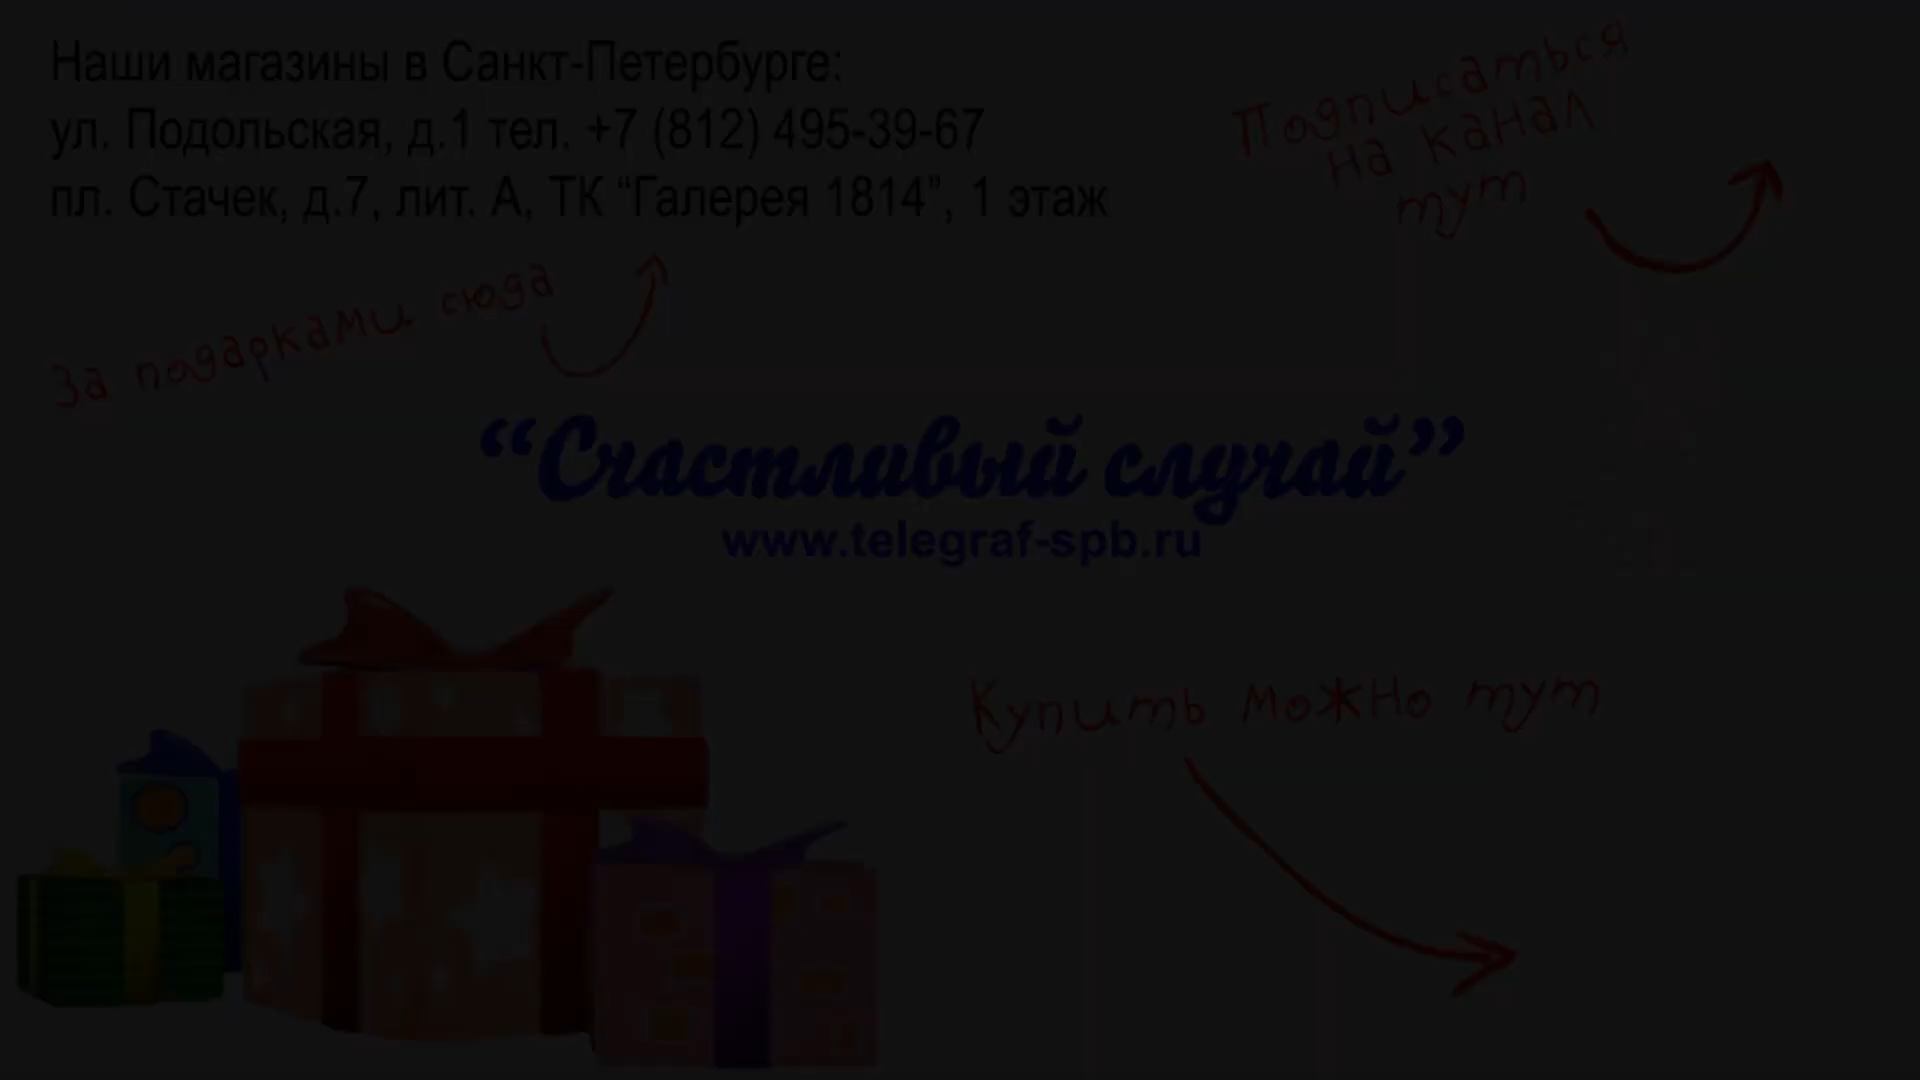 Наши магазины в Санкт-Петербурге:
ул. Подольская, д.1 тел. +7 (812) 495-39-67
пл. Стачек, д.7, лит. А, ТК “Галерея 1814”, 1 этаж
Подписаться
на канал
тут
За подарками сюда
“Счастливый случай”
www.telegraf-spb.ru
Купить можно тут